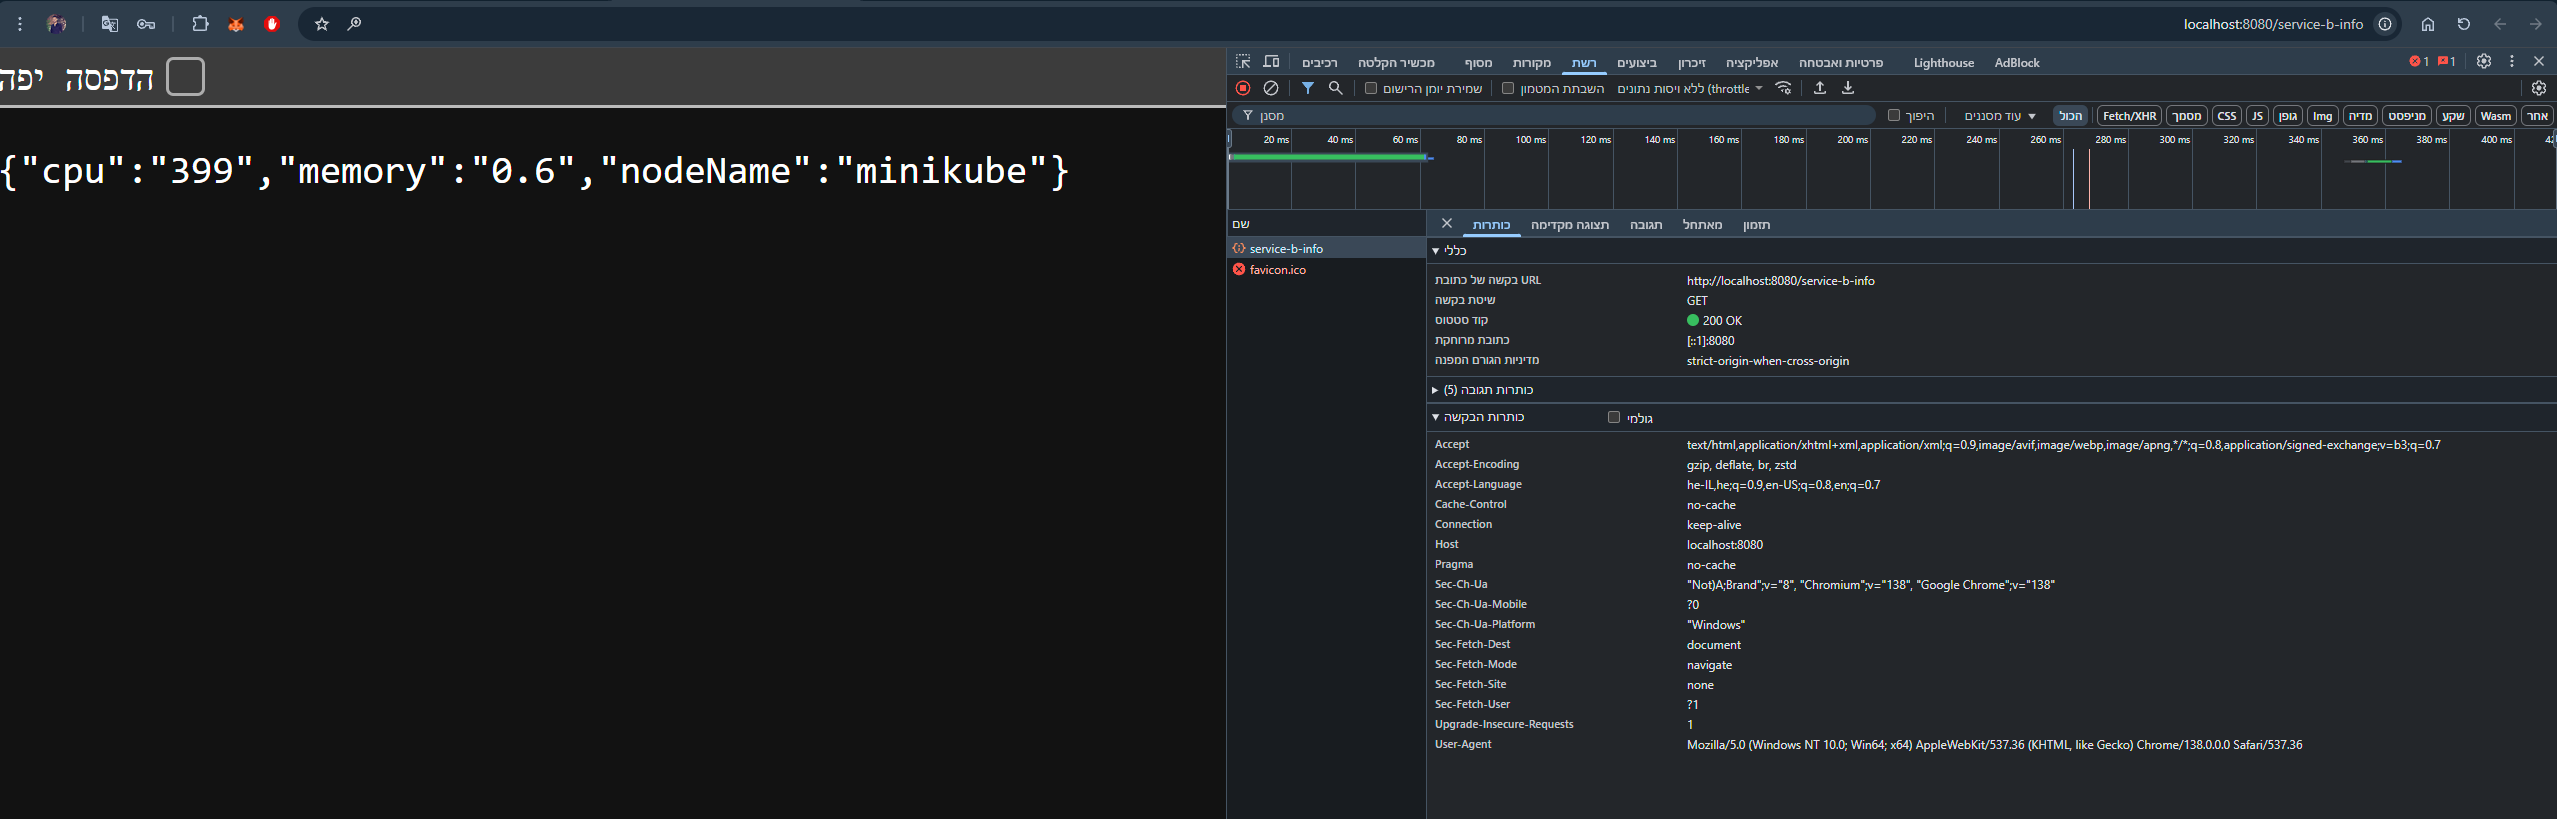 localhost:8080/service-b-info
הדפסה יפה
{"cpu":"399","memory":"0.6","nodeName":"minikube"}
רכיבים מכשיר הקלטה מסוף מקורות רשת ביצועים זיכרון אפליקציה פרטיות ואבטחה Lighthouse AdBlock 1 1
שמירת יומן הרישום השבתת המטמון ללא ויסות נתונים (throttle
מסנן היפוך עוד מסננים הכול Fetch/XHR מסמך CSS JS גופן Img מדיה מניפסט שקע Wasm אחר
20 ms 40 ms 60 ms 80 ms 100 ms 120 ms 140 ms 160 ms 180 ms 200 ms 220 ms 240 ms 260 ms 280 ms 300 ms 320 ms 340 ms 360 ms 380 ms 400 ms
שם
service-b-info
favicon.ico
כותרות תצוגה מקדימה תגובה מאתחל תזמון
כללי
בקשה של כתובת URL http://localhost:8080/service-b-info
שיטת בקשה GET
קוד סטטוס 200 OK
כתובת מרוחקת [::1]:8080
מדיניות הגורם המפנה strict-origin-when-cross-origin
כותרות תגובה (5)
כותרות הבקשה גולמי
Accept text/html,application/xhtml+xml,application/xml;q=0.9,image/avif,image/webp,image/apng,*/*;q=0.8,application/signed-exchange;v=b3;q=0.7
Accept-Encoding gzip, deflate, br, zstd
Accept-Language he-IL,he;q=0.9,en-US;q=0.8,en;q=0.7
Cache-Control no-cache
Connection keep-alive
Host localhost:8080
Pragma no-cache
Sec-Ch-Ua "Not)A;Brand";v="8", "Chromium";v="138", "Google Chrome";v="138"
Sec-Ch-Ua-Mobile ?0
Sec-Ch-Ua-Platform "Windows"
Sec-Fetch-Dest document
Sec-Fetch-Mode navigate
Sec-Fetch-Site none
Sec-Fetch-User ?1
Upgrade-Insecure-Requests 1
User-Agent Mozilla/5.0 (Windows NT 10.0; Win64; x64) AppleWebKit/537.36 (KHTML, like Gecko) Chrome/138.0.0.0 Safari/537.36